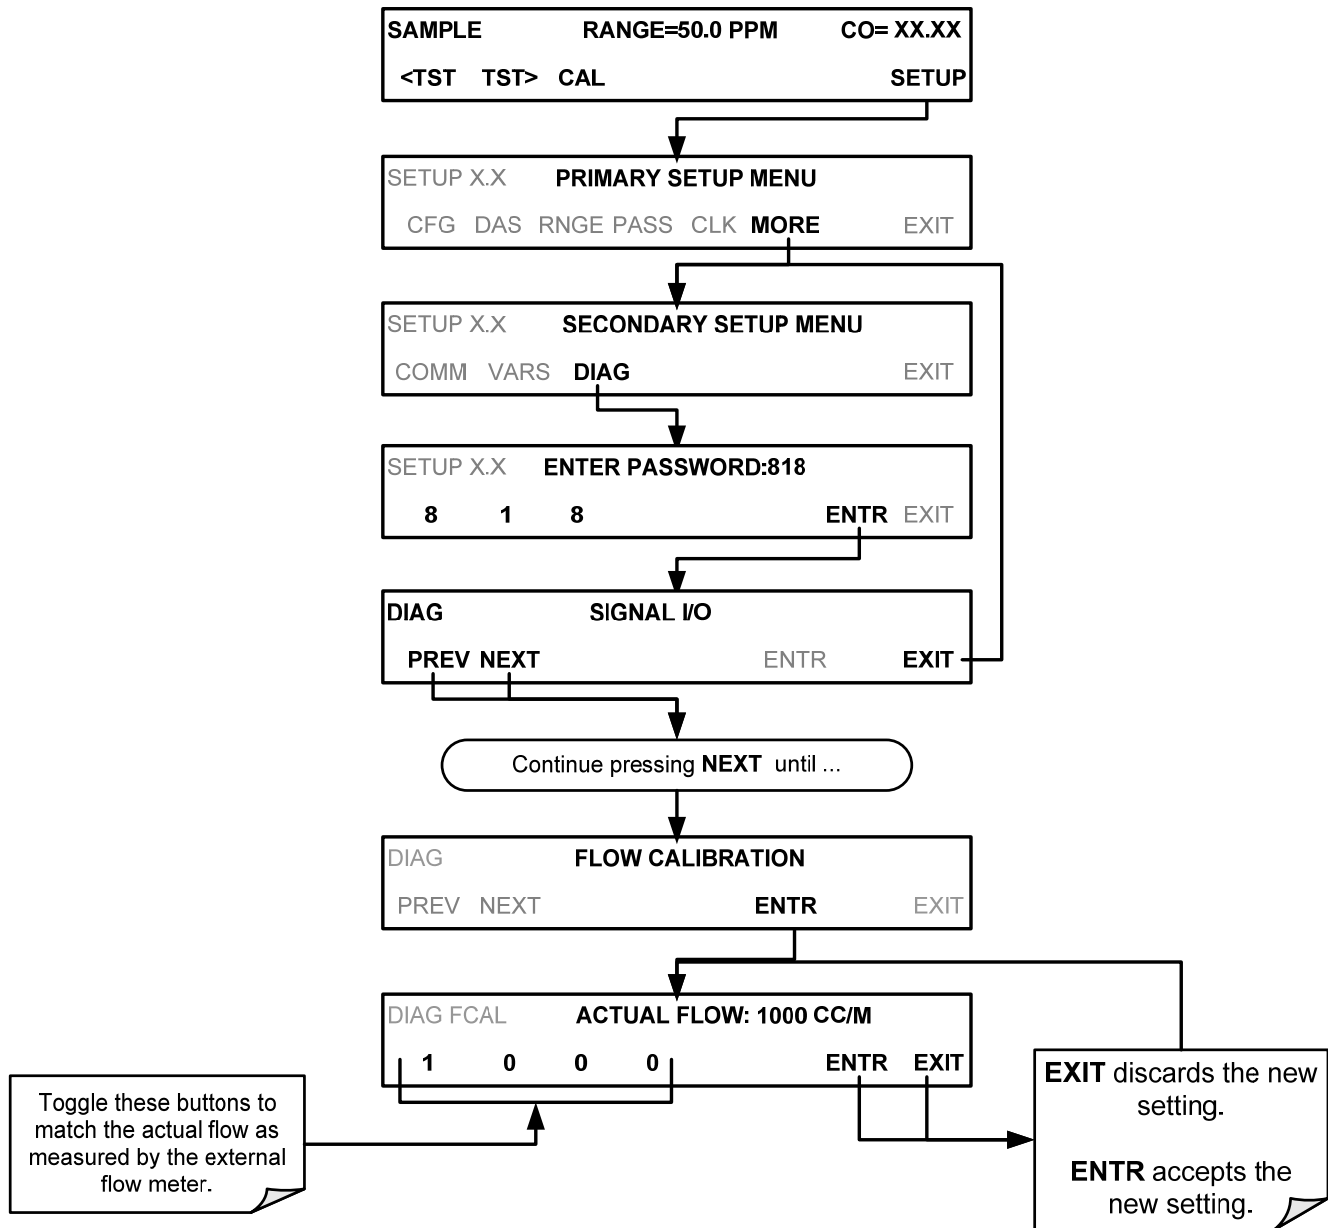 SAMPLE RANGE=50.0 PPM CO= XX.XX
<TST TST> CAL SETUP
SETUP X.X PRIMARY SETUP MENU
CFG DAS RNGE PASS CLK MORE EXIT
SETUP X.X SECONDARY SETUP MENU
COMM VARS DIAG EXIT
SETUP X.X ENTER PASSWORD:818
8 1 8 ENTR EXIT
DIAG SIGNAL I/O
PREV NEXT ENTR EXIT
Continue pressing NEXT until ...
DIAG FLOW CALIBRATION
PREV NEXT ENTR EXIT
DIAG FCAL ACTUAL FLOW: 1000 CC/M
1 0 0 0 ENTR EXIT
Toggle these buttons to
match the actual flow as
measured by the external
flow meter.
EXIT discards the new
setting.
ENTR accepts the
new setting.